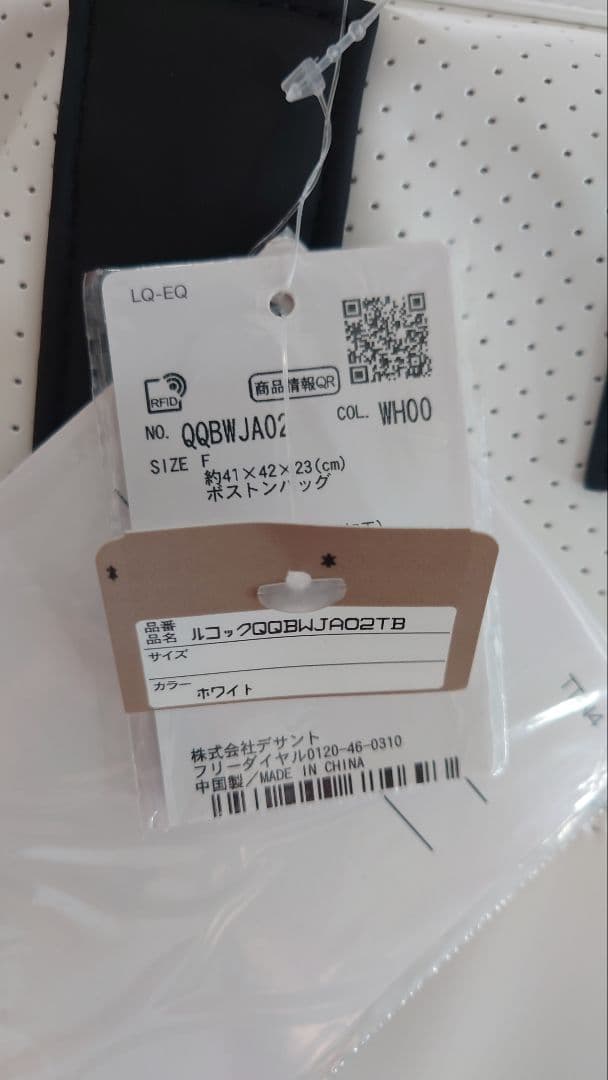 LQ-EQ
RFID
商品情報QR
NO. QQBWJA02
COL. WH00
SIZE F
約41×42×23(cm)
ボストンバッグ
品番
品名 ルコックQQBWJA02TB
サイズ
カラー ホワイト
株式会社デサント
フリーダイヤル0120-46-0310
中国製/MADE IN CHINA